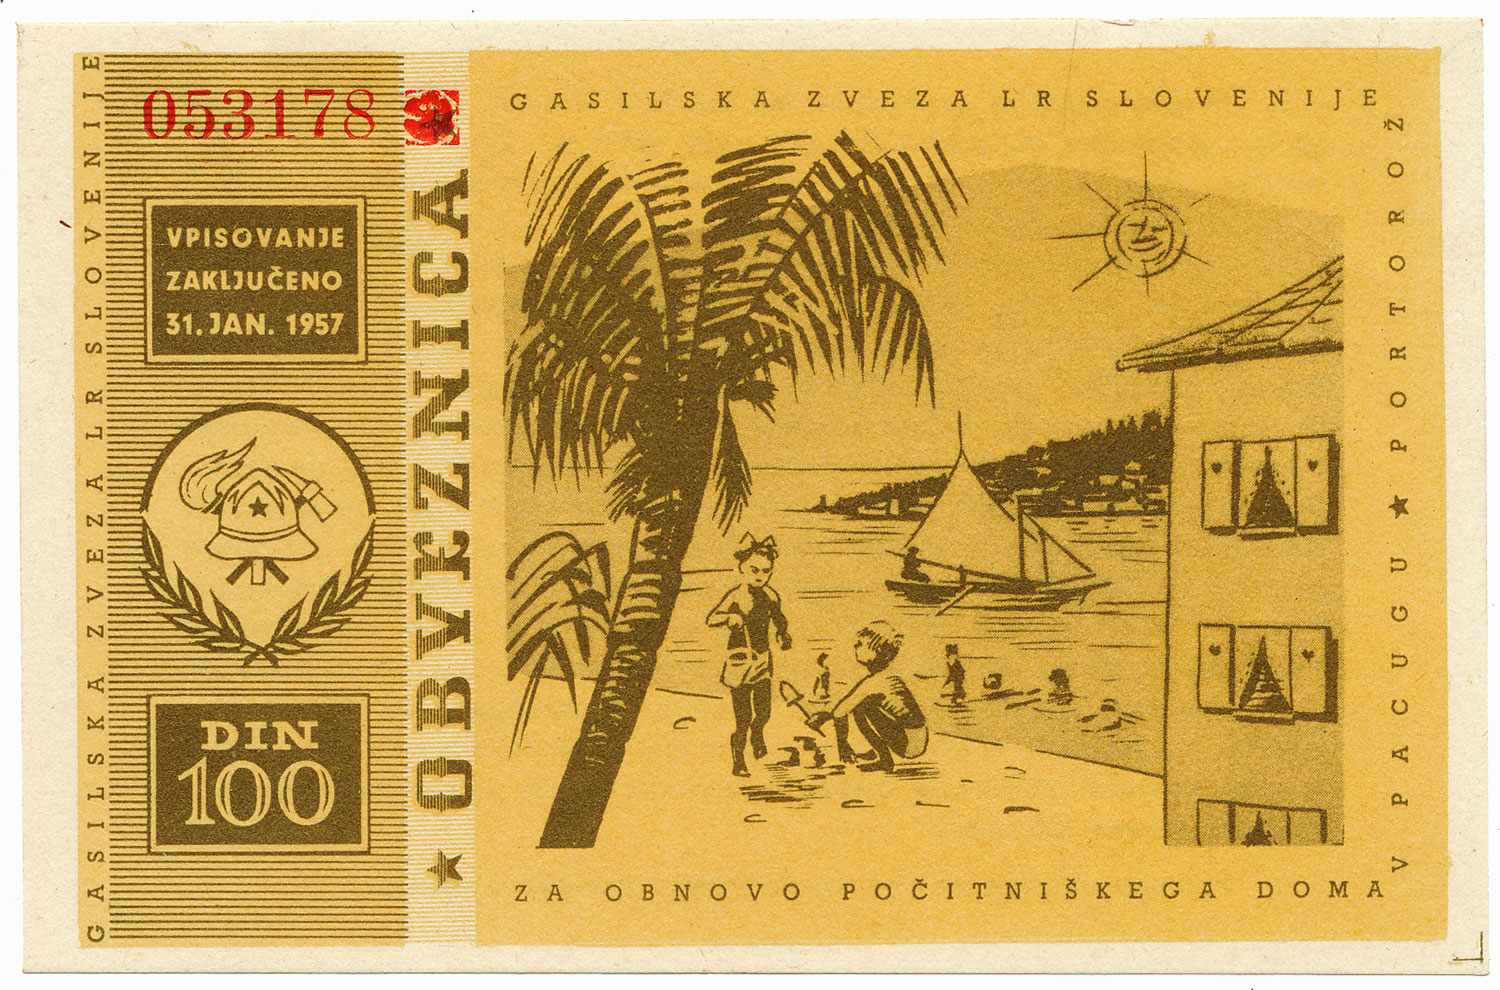 GASILSKA ZVEZA LR SLOVENIJE
053178
VPISOVANJE
ZAKLJUČENO
31. JAN. 1957
DIN
100
★ OBVEZNICA ★
GASILSKA ZVEZA LR SLOVENIJE
ZA OBNOVO POČITNIŠKEGA DOMA
V PACUGU ★ PORTOROŽ